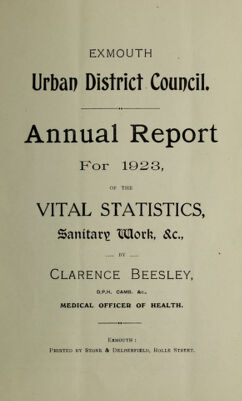 EXMOUTH
Urban District Council.
Annual Report
For 1923,
OF THE
VITAL STATISTICS,
Sanitary Work, &c.,
BY
CLARENCE BEESLEY,
D.P.H. CAMB. &c.,
MEDICAL OFFICER OF HEALTH.
EXMOUTH :
PRINTED BY STONE & DELBERFIELD, ROLLE STREET.